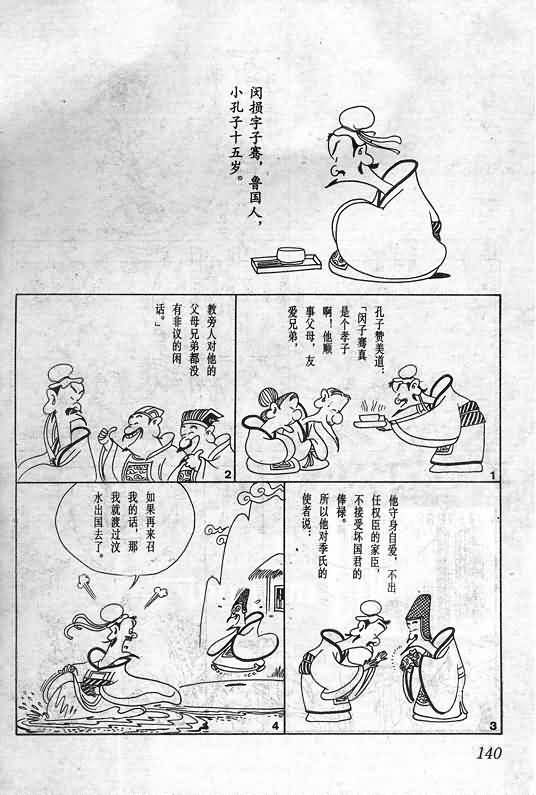 闵损字子骞，鲁国人，
小孔子十五岁。
孔子赞美道：
「闵子骞真
是个孝子
啊！他顺
事父母，友
爱兄弟，
1
教旁人对他的
父母兄弟都没
有非议的闲
话。」
2
他守身自爱，不出
任权臣的家臣，
不接受坏国君的
俸禄。
所以他对季氏的
使者说：
3
如果再来召
我的话，那
我就渡过汶
水出国去了。
4
140